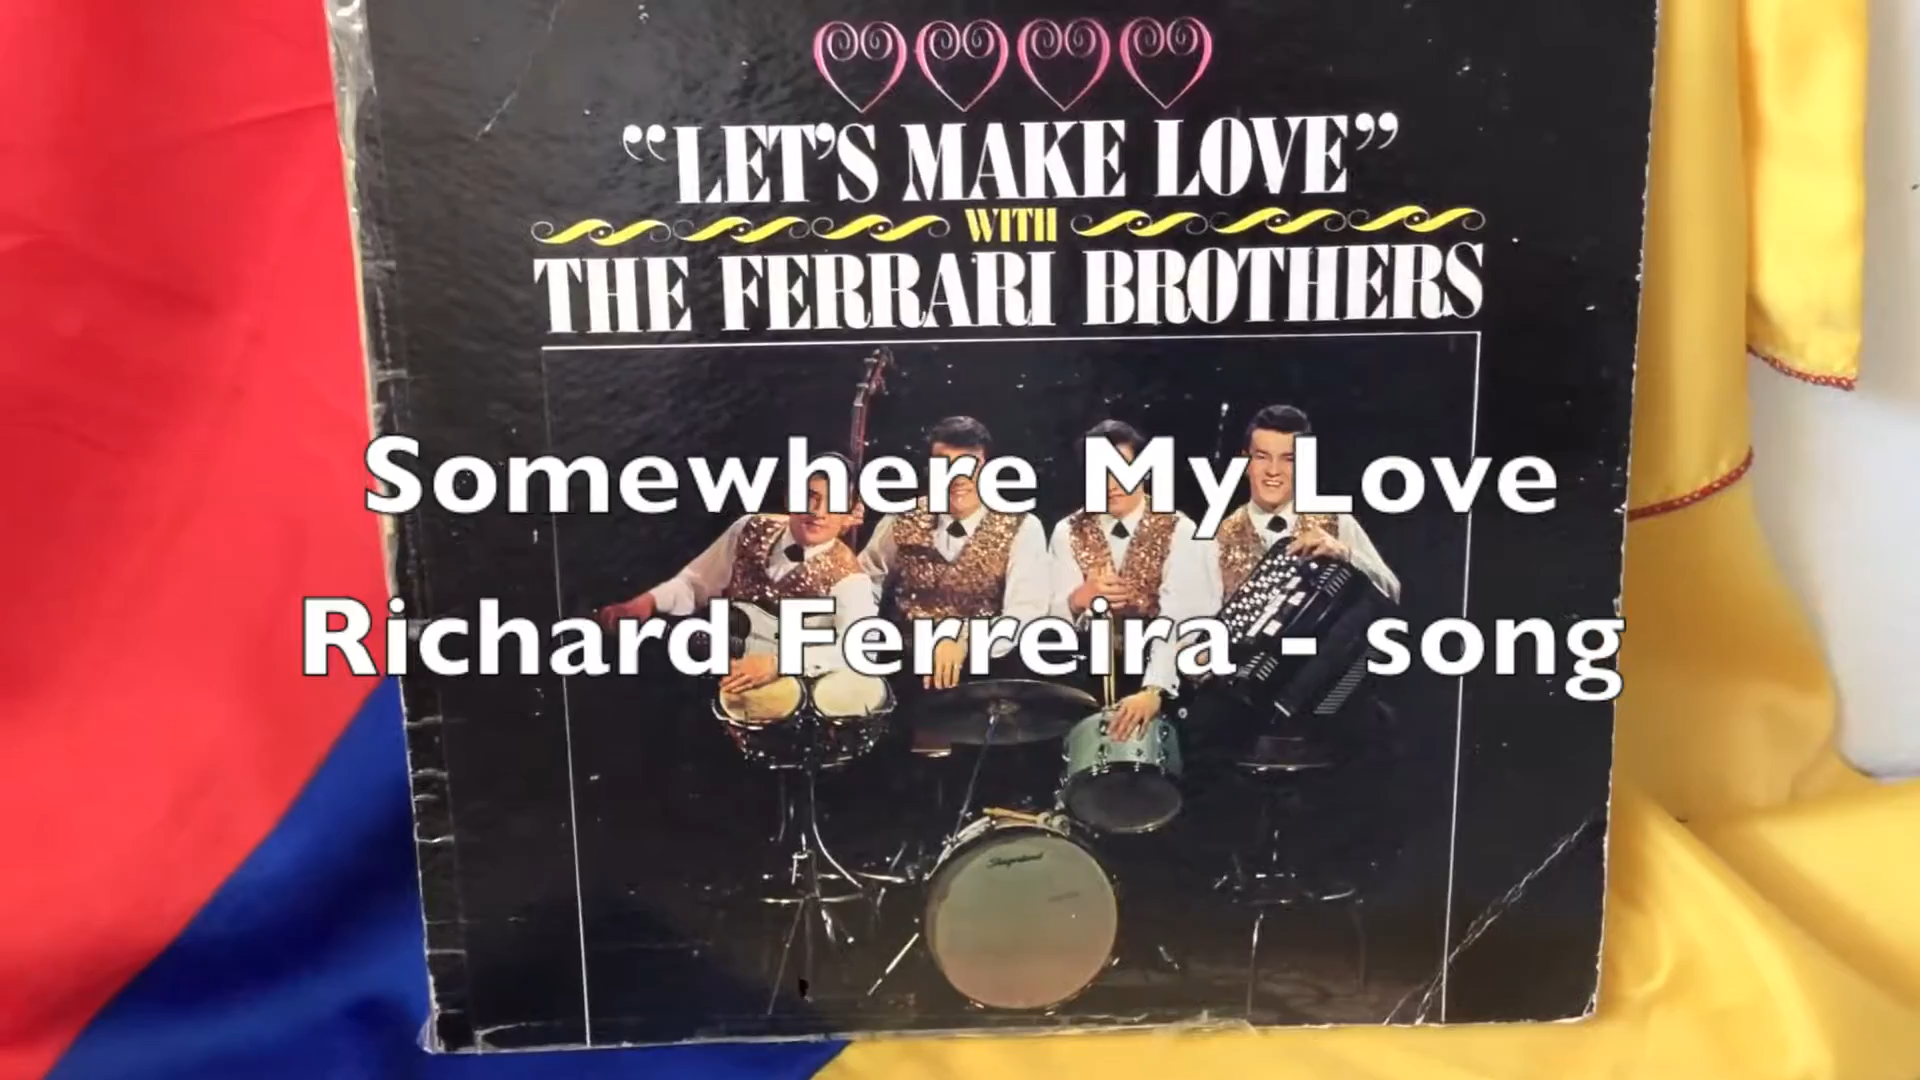 “LET’S MAKE LOVE”
WITH
THE FERRARI BROTHERS
Somewhere My Love
Richard Ferreira - song